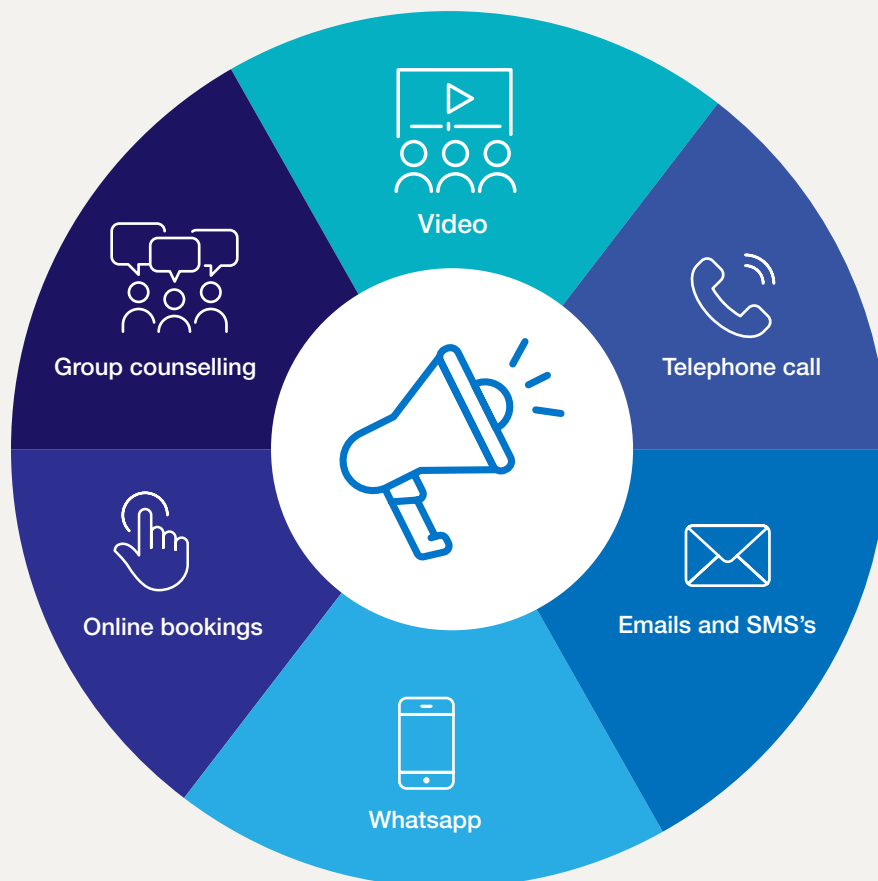 Video
Group counselling
Telephone call
Online bookings
Emails and SMS's
Whatsapp